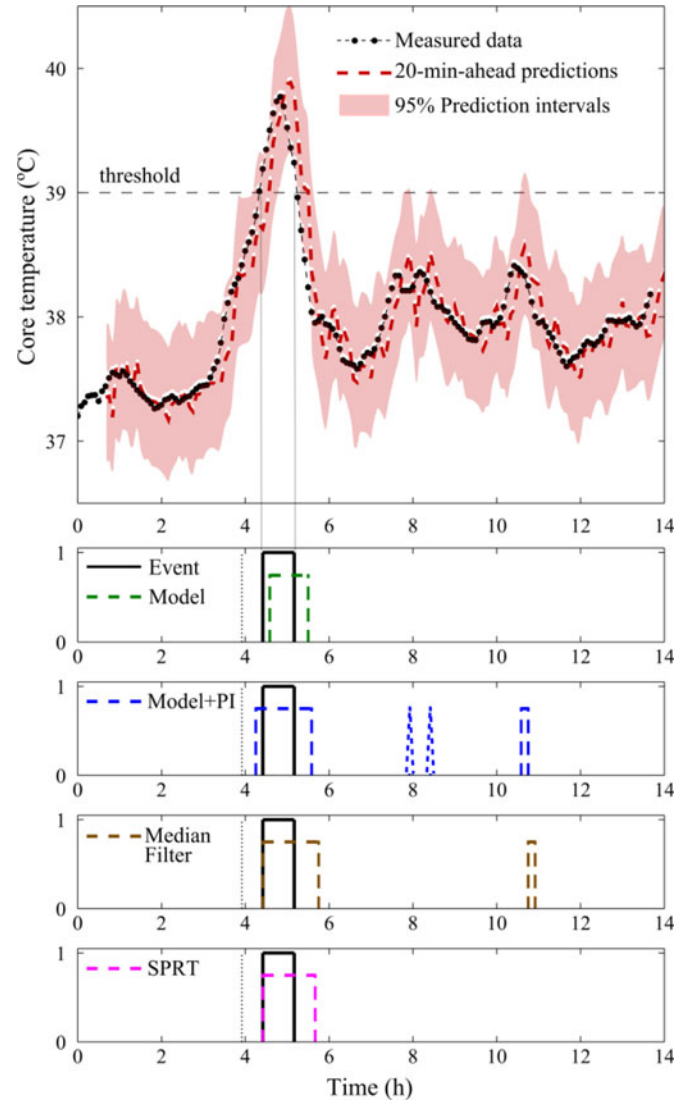 Measured data
20-min-ahead predictions
95% Prediction intervals
threshold
Core temperature (ºC)
40
39
38
37
0 2 4 6 8 10 12 14
1
0
Event
Model
0 2 4 6 8 10 12 14
1
0
Model+PI
0 2 4 6 8 10 12 14
1
0
Median
Filter
0 2 4 6 8 10 12 14
1
0
SPRT
0 2 4 6 8 10 12 14
Time (h)